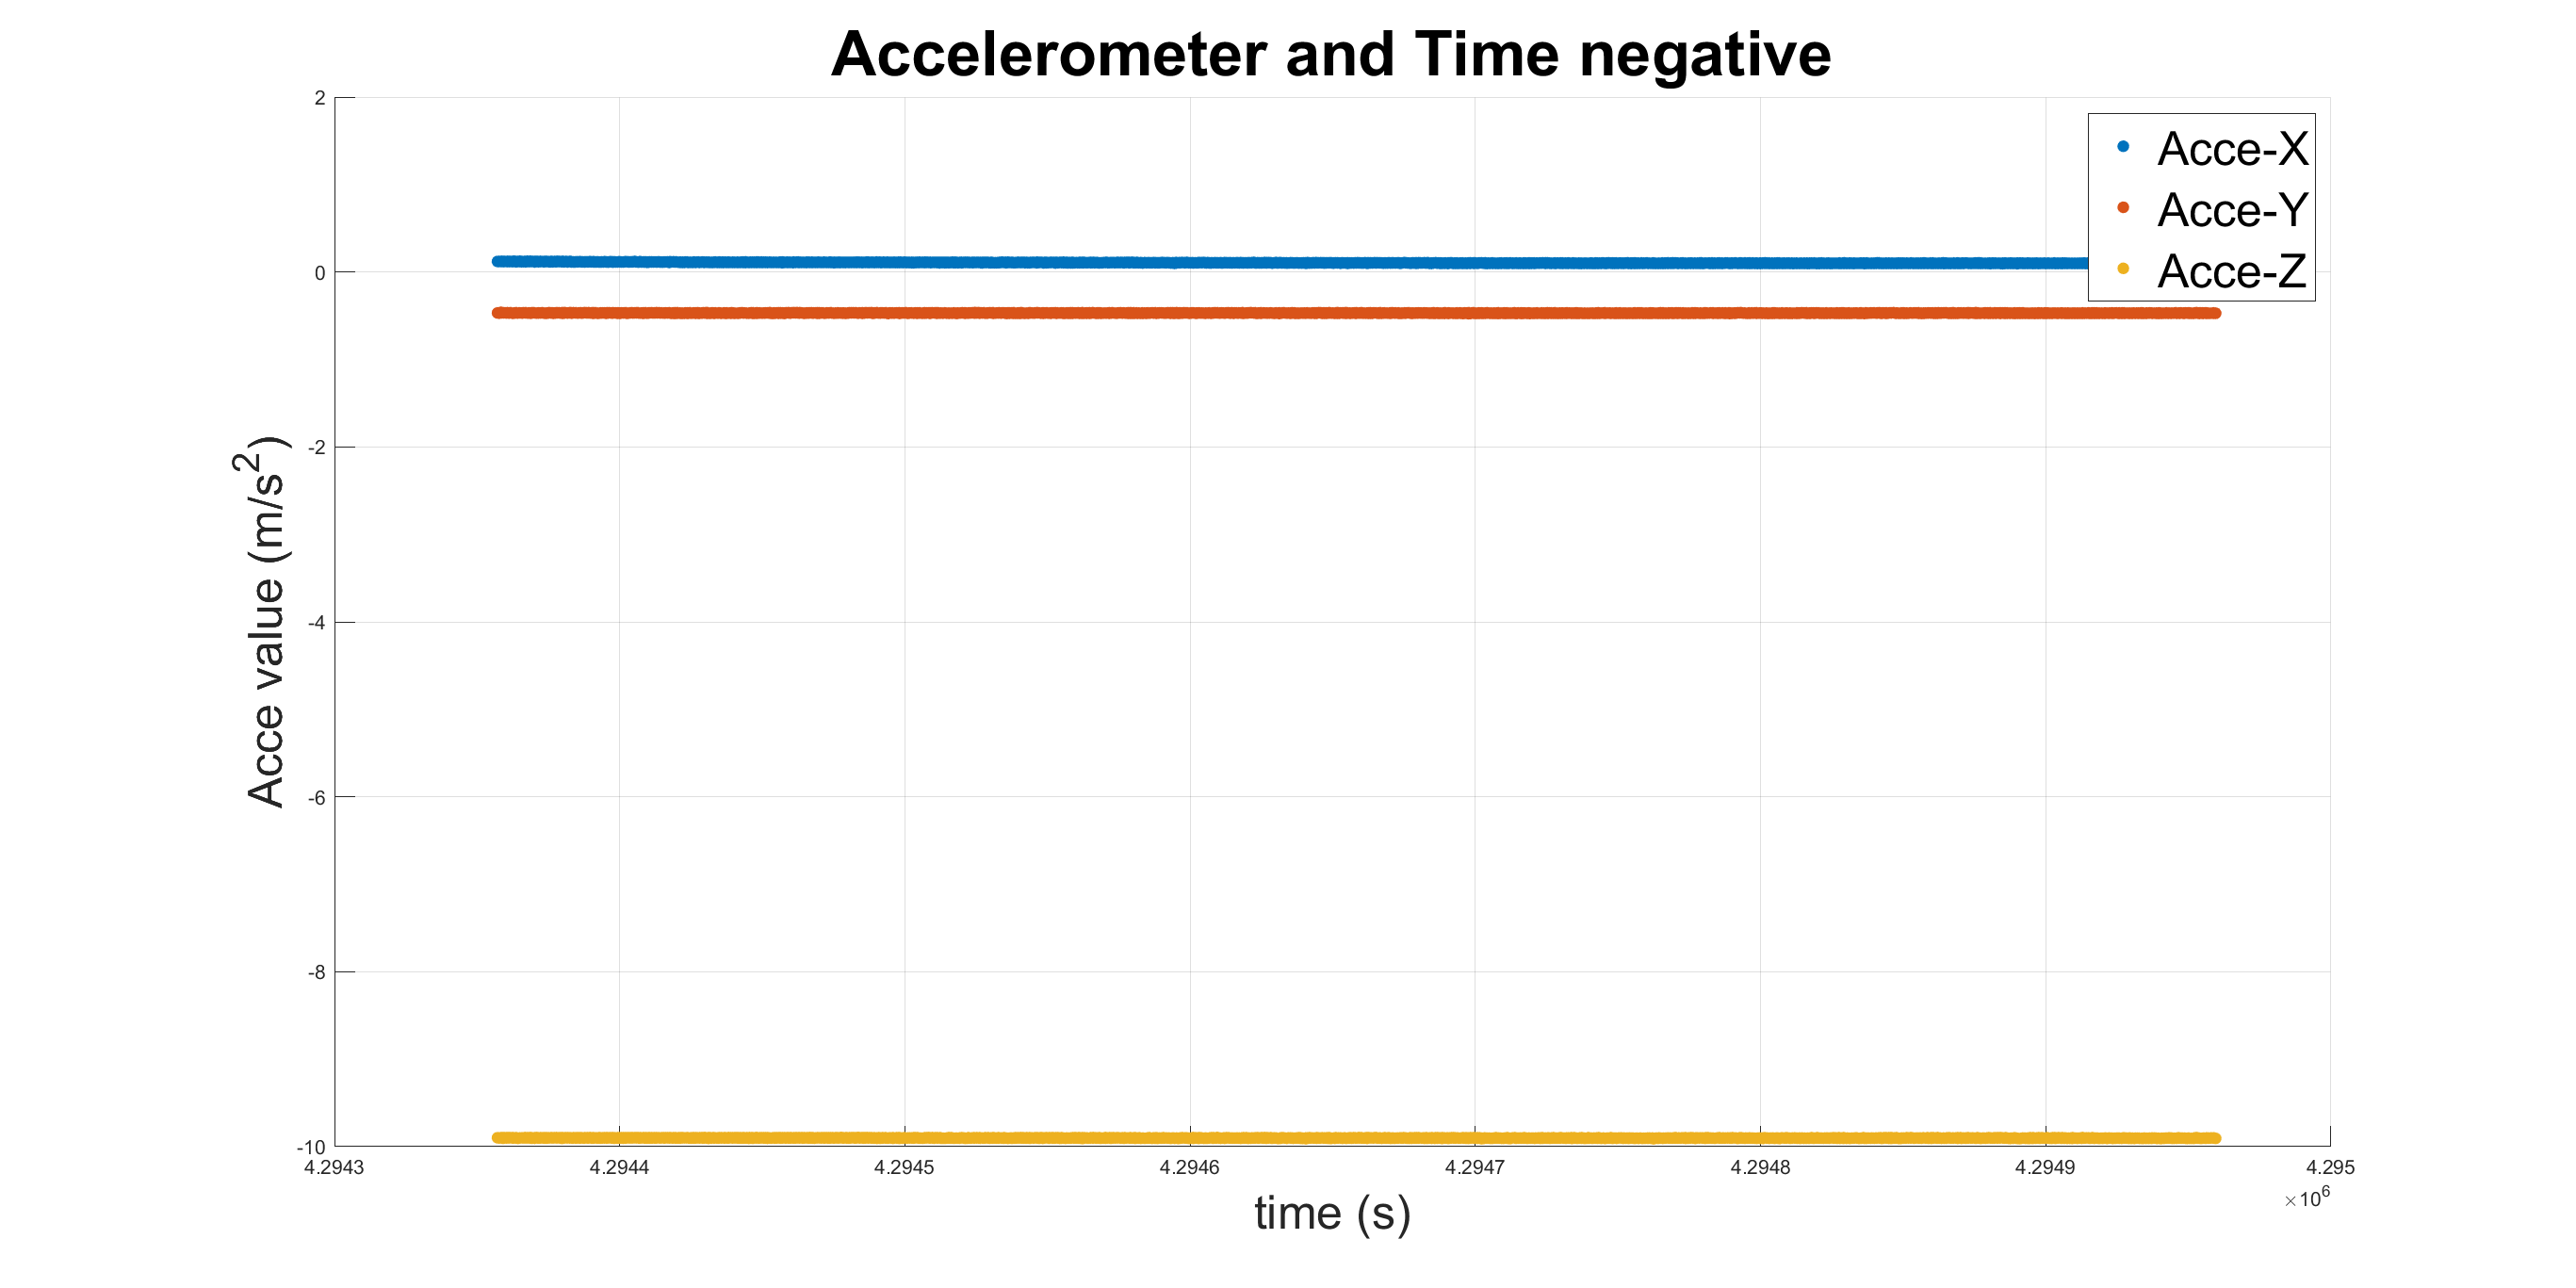 Accelerometer and Time negative
2
0
-2
-4
-6
-8
-10
Acce value (m/s²)
Acce-X
Acce-Y
Acce-Z
4.2943 4.2944 4.2945 4.2946 4.2947 4.2948 4.2949 4.295
×10⁶
time (s)